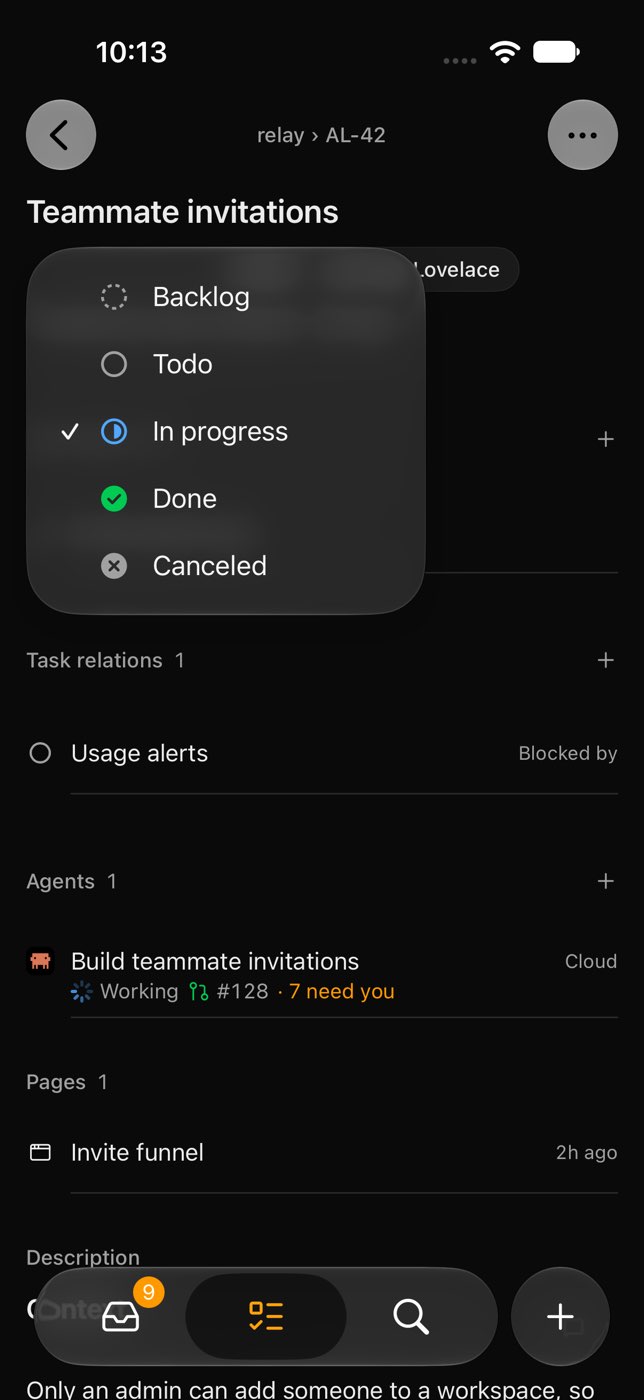 10:13
relay › AL-42
Teammate invitations
Lovelace
Backlog
Todo
In progress
Done
Canceled
Task relations 1
Usage alerts
Blocked by
Agents 1
Build teammate invitations
Cloud
Working #128 · 7 need you
Pages 1
Invite funnel
2h ago
Description
9
Only an admin can add someone to a workspace, so